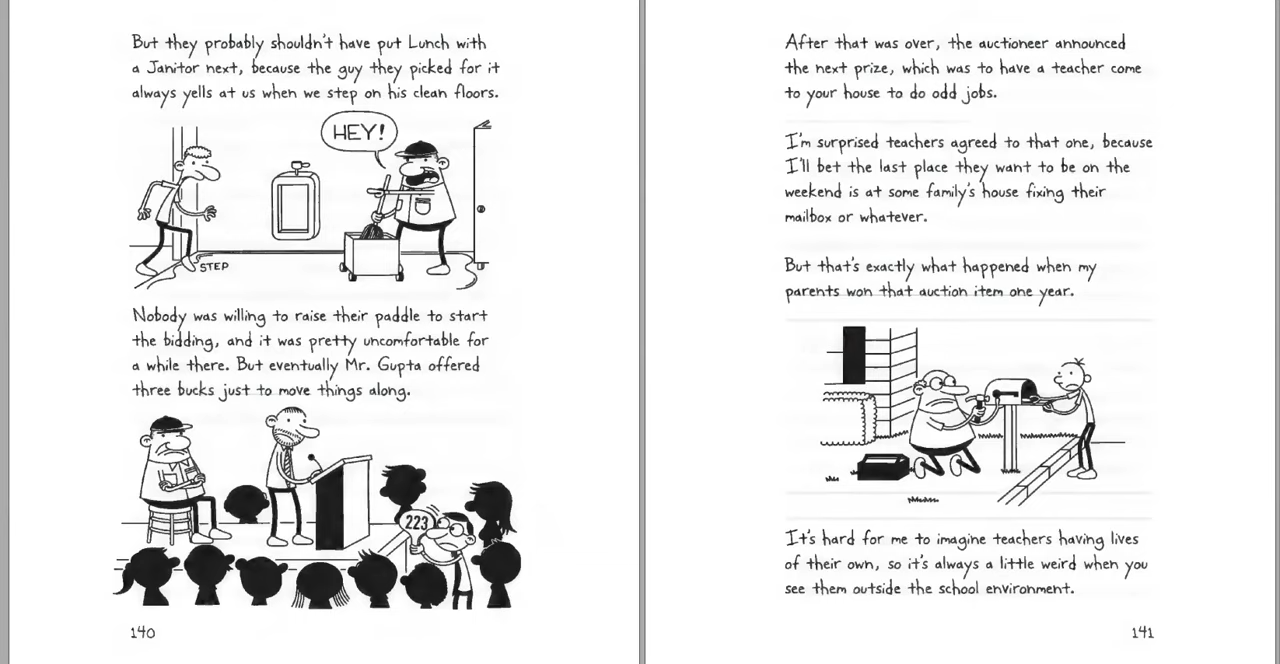 But they probably shouldn't have put Lunch with
a Janitor next, because the guy they picked for it
always yells at us when we step on his clean floors.
HEY!
STEP
Nobody was willing to raise their paddle to start
the bidding, and it was pretty uncomfortable for
a while there. But eventually Mr. Gupta offered
three bucks just to move things along.
223
140
After that was over, the auctioneer announced
the next prize, which was to have a teacher come
to your house to do odd jobs.
I'm surprised teachers agreed to that one, because
I'll bet the last place they want to be on the
weekend is at some family's house fixing their
mailbox or whatever.
But that's exactly what happened when my
parents won that auction item one year.
It's hard for me to imagine teachers having lives
of their own, so it's always a little weird when you
see them outside the school environment.
141